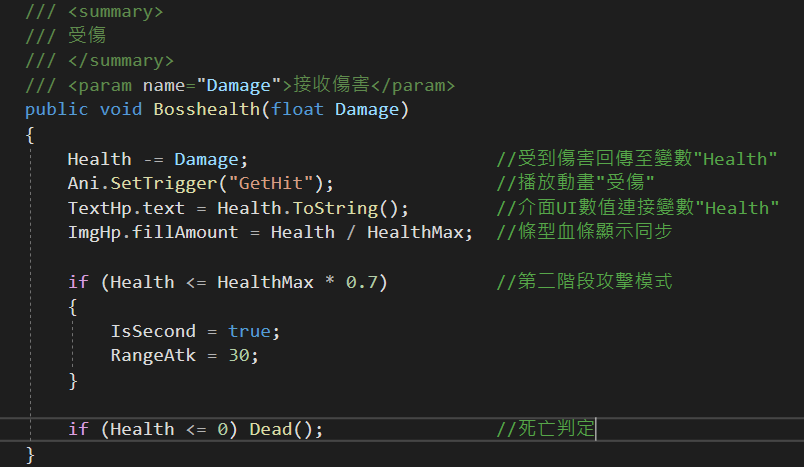 /// <summary>
/// 受傷
/// </summary>
/// <param name="Damage">接收傷害</param>
public void Bosshealth(float Damage)
{
Health -= Damage; //受到傷害回傳至變數"Health"
Ani.SetTrigger("GetHit"); //播放動畫"受傷"
TextHp.text = Health.ToString(); //介面UI數值連接變數"Health"
ImgHp.fillAmount = Health / HealthMax; //條型血條顯示同步
if (Health <= HealthMax * 0.7) //第二階段攻擊模式
{
IsSecond = true;
RangeAtk = 30;
}
if (Health <= 0) Dead(); //死亡判定
}